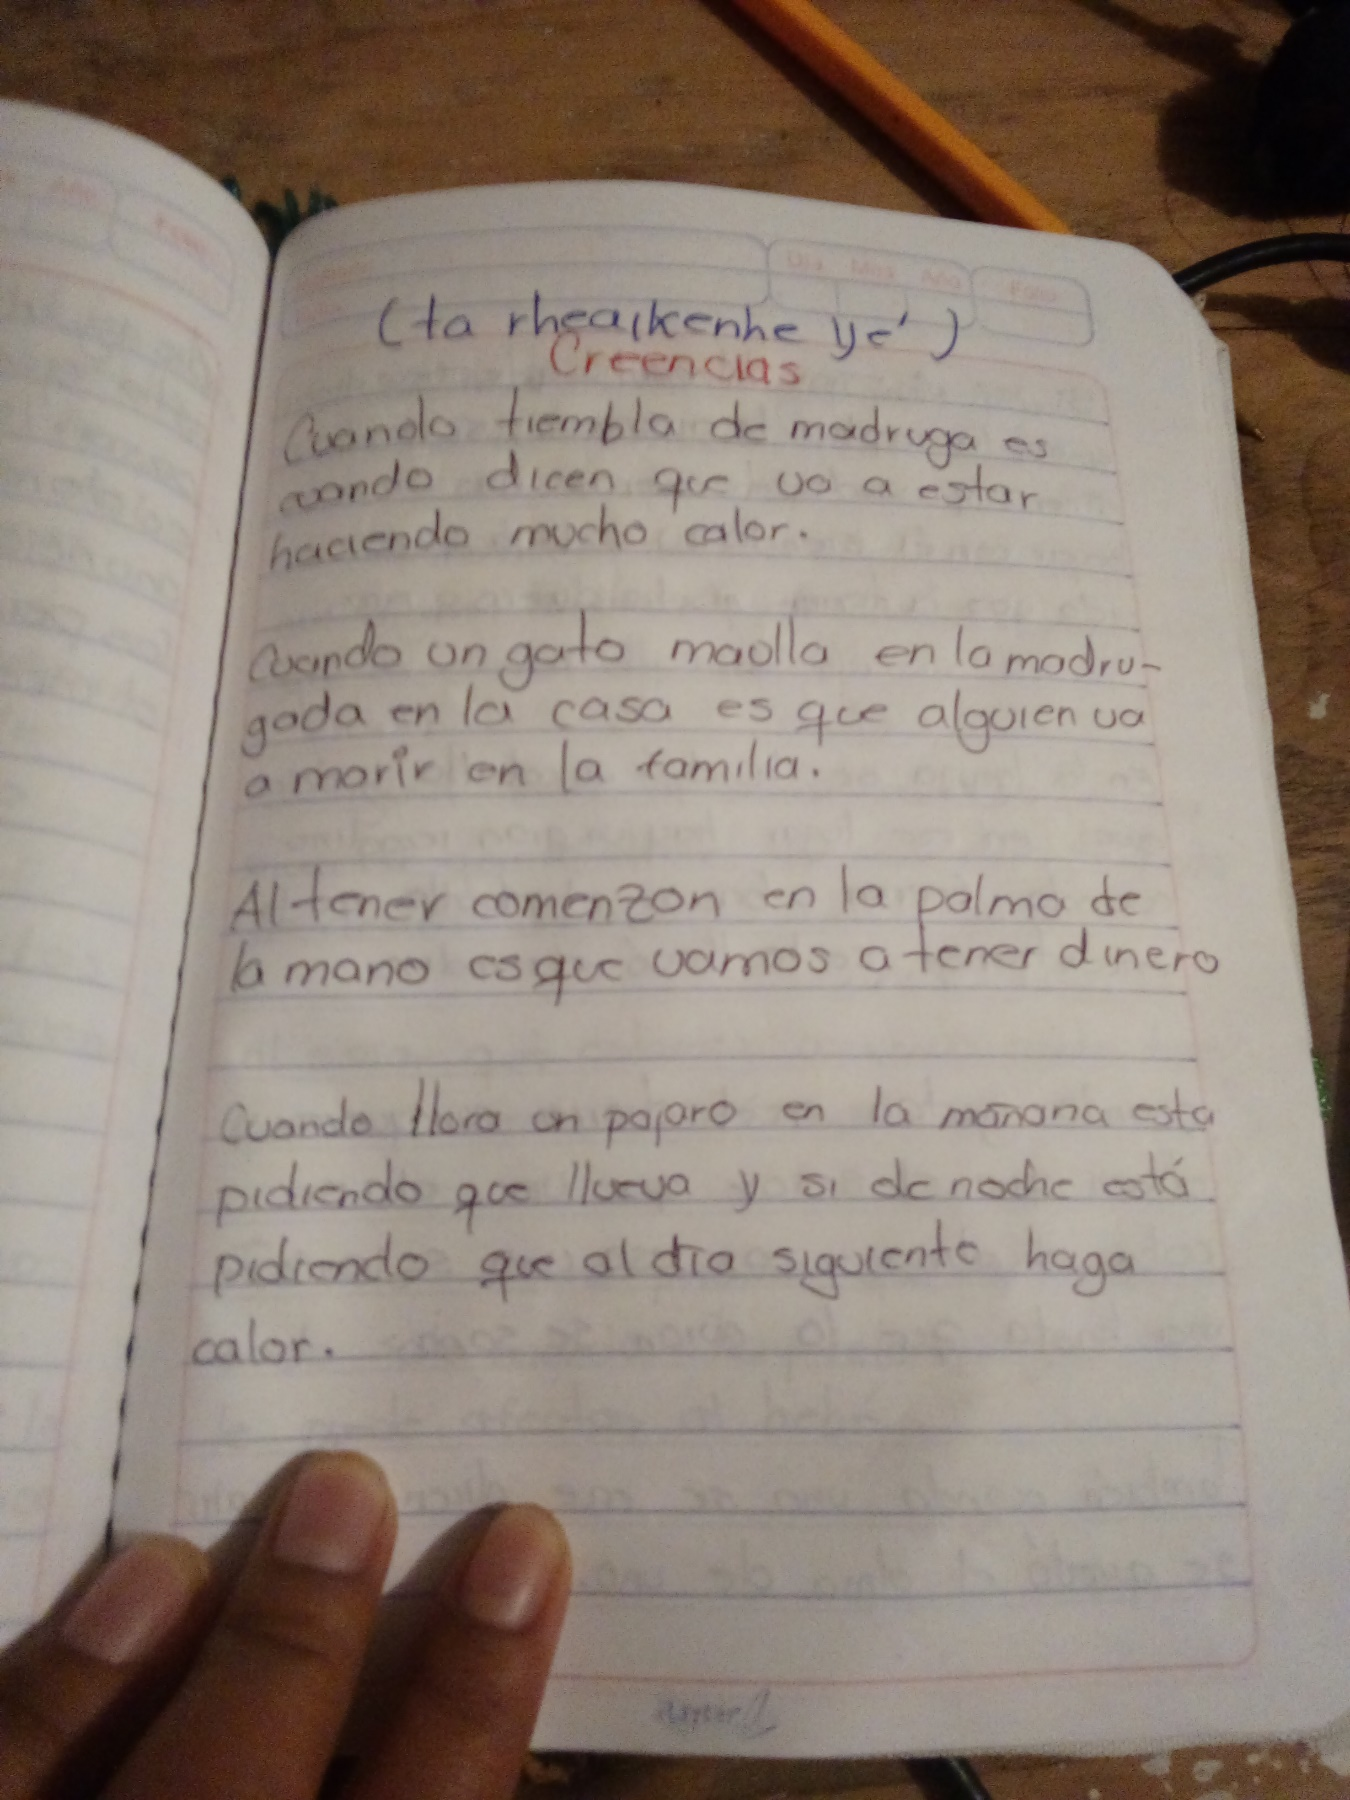 (ta rheaikenhe ye')
Creencias
Cuando tiembla de madruga es
cuando dicen que va a estar
haciendo mucho calor.
Cuando un gato maolla en la madru-
gada en la casa es que alguien va
a morir en la familia.
Al tener comenzon en la palma de
la mano es que vamos a tener dinero
Cuando llora un pajaro en la mañana esta
pidiendo que llueva y si de noche está
pidiendo que al dia siguiente haga
calor.